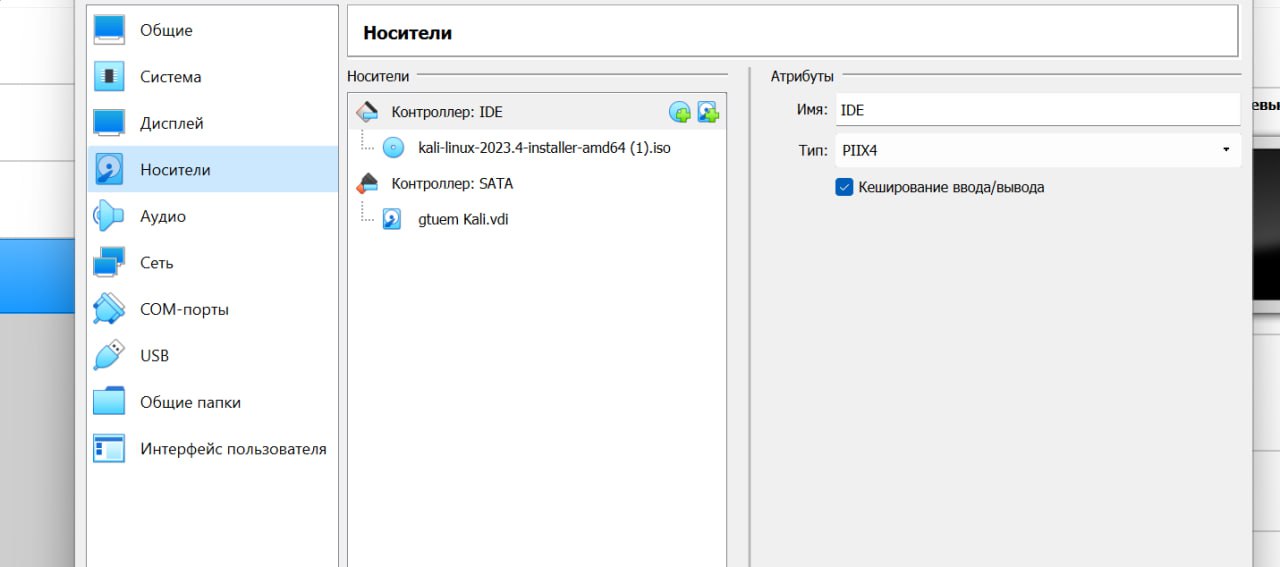 Общие
Система
Дисплей
Носители
Аудио
Сеть
COM-порты
USB
Общие папки
Интерфейс пользователя
Носители
Носители
Контроллер: IDE
kali-linux-2023.4-installer-amd64 (1).iso
Контроллер: SATA
gtuem Kali.vdi
Атрибуты
Имя: IDE
Тип: PIIX4
Кеширование ввода/вывода